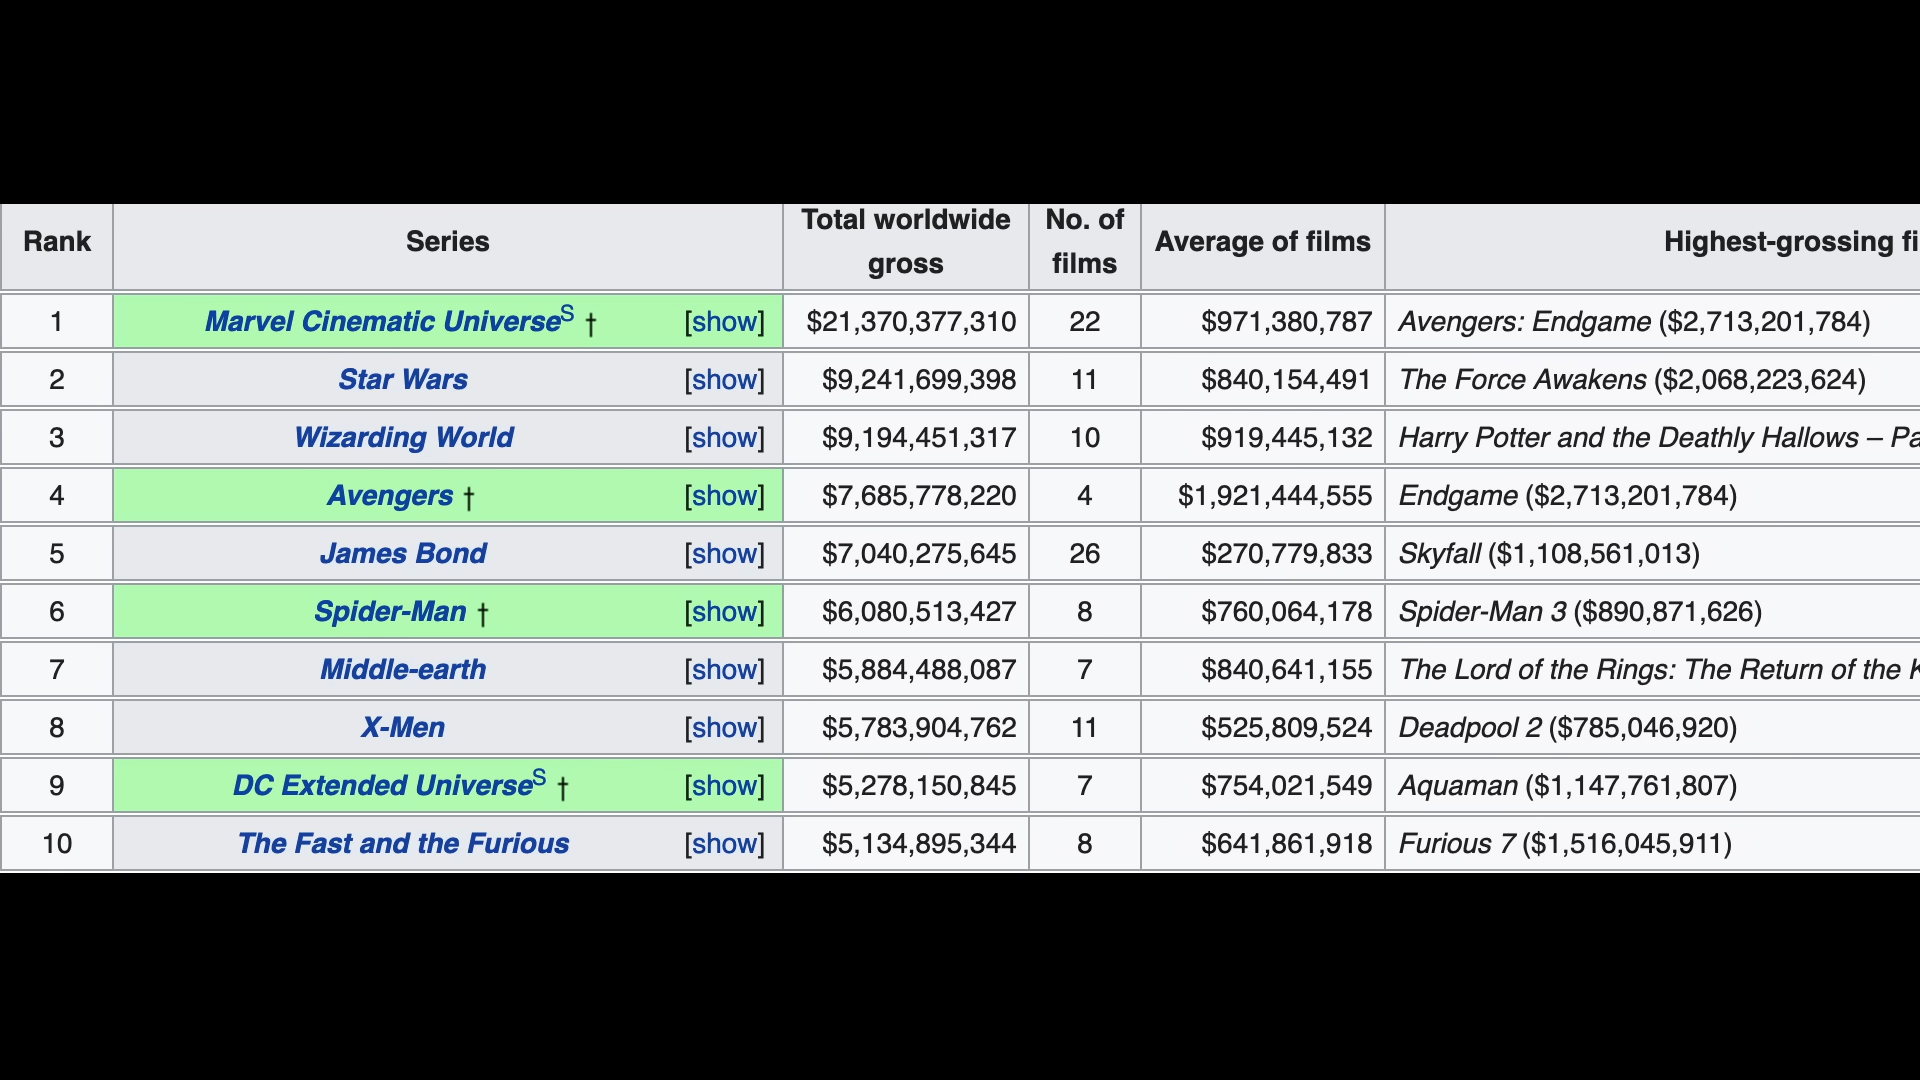 Rank Series Total worldwide gross No. of films Average of films Highest-grossing fi
1 Marvel Cinematic UniverseS † [show] $21,370,377,310 22 $971,380,787 Avengers: Endgame ($2,713,201,784)
2 Star Wars [show] $9,241,699,398 11 $840,154,491 The Force Awakens ($2,068,223,624)
3 Wizarding World [show] $9,194,451,317 10 $919,445,132 Harry Potter and the Deathly Hallows – Pa
4 Avengers † [show] $7,685,778,220 4 $1,921,444,555 Endgame ($2,713,201,784)
5 James Bond [show] $7,040,275,645 26 $270,779,833 Skyfall ($1,108,561,013)
6 Spider-Man † [show] $6,080,513,427 8 $760,064,178 Spider-Man 3 ($890,871,626)
7 Middle-earth [show] $5,884,488,087 7 $840,641,155 The Lord of the Rings: The Return of the K
8 X-Men [show] $5,783,904,762 11 $525,809,524 Deadpool 2 ($785,046,920)
9 DC Extended UniverseS † [show] $5,278,150,845 7 $754,021,549 Aquaman ($1,147,761,807)
10 The Fast and the Furious [show] $5,134,895,344 8 $641,861,918 Furious 7 ($1,516,045,911)